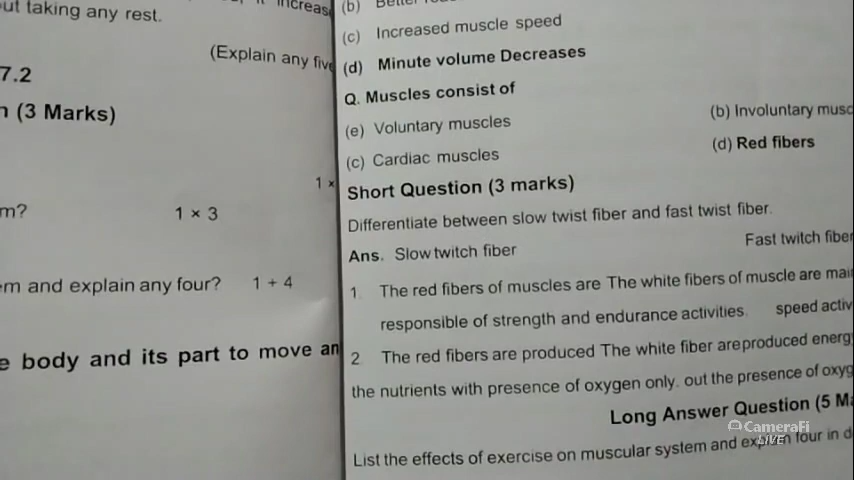 ut taking any rest.
(Explain any five
7.2
(3 Marks)
1 ×
m? 1 × 3
m and explain any four? 1 + 4
e body and its part to move an
(b)
(c) Increased muscle speed
(d) Minute volume Decreases
Q. Muscles consist of
(e) Voluntary muscles (b) Involuntary musc
(c) Cardiac muscles (d) Red fibers
Short Question (3 marks)
Differentiate between slow twist fiber and fast twist fiber.
Ans. Slow twitch fiber Fast twitch fiber
1. The red fibers of muscles are The white fibers of muscle are mai
responsible of strength and endurance activities. speed activ
2 The red fibers are produced The white fiber are produced energy
the nutrients with presence of oxygen only. out the presence of oxyg
Long Answer Question (5 Ma
List the effects of exercise on muscular system and explain four in d
CameraFi
LIVE